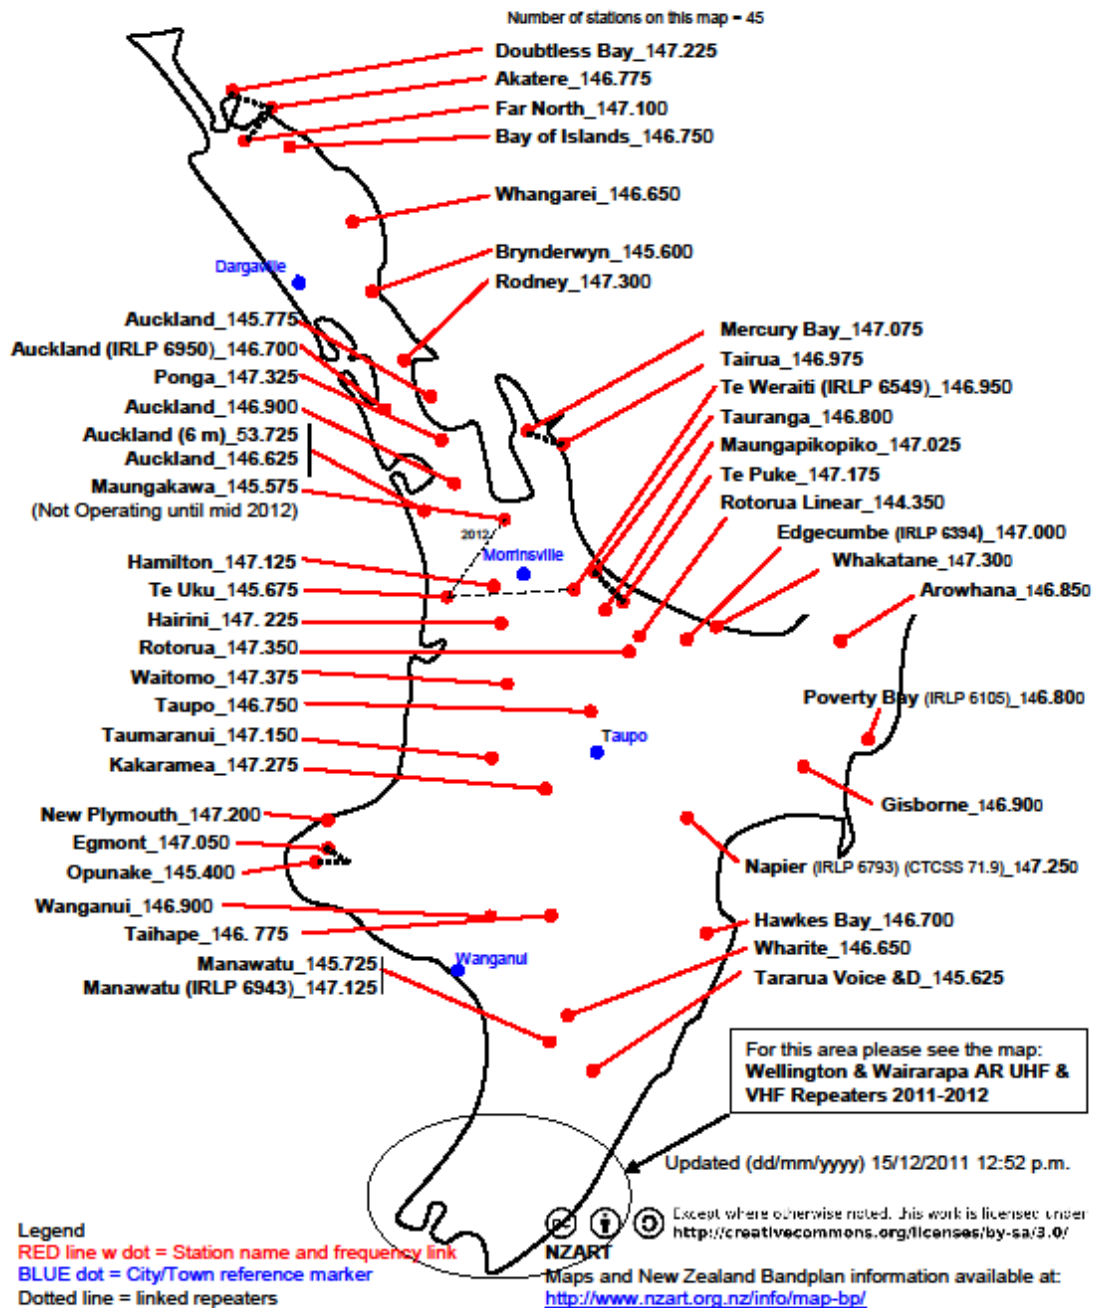 Number of stations on this map = 45
Doubtless Bay_147.225
Akatere_146.775
Far North_147.100
Bay of Islands_146.750
Whangarei_146.650
Brynderwyn_145.600
Rodney_147.300
Dargaville
Auckland_145.775
Auckland (IRLP 6950)_146.700
Ponga_147.325
Auckland_146.900
Auckland (6 m)_53.725
Auckland_146.625
Maungakawa_145.575
(Not Operating until mid 2012)
Mercury Bay_147.075
Tairua_146.975
Te Weraiti (IRLP 6549)_146.950
Tauranga_146.800
Maungapikopiko_147.025
Te Puke_147.175
Rotorua Linear_144.350
Edgecumbe (IRLP 6394)_147.000
Whakatane_147.300
Arowhana_146.850
2012
Morrinsville
Hamilton_147.125
Te Uku_145.675
Hairini_147. 225
Rotorua_147.350
Waitomo_147.375
Taupo_146.750
Taumaranui_147.150
Kakaramea_147.275
Taupo
Poverty Bay (IRLP 6105)_146.800
Gisborne_146.900
New Plymouth_147.200
Egmont_147.050
Opunake_145.400
Napier (IRLP 6793) (CTCSS 71.9)_147.250
Wanganui_146.900
Taihape_146. 775
Manawatu_145.725
Manawatu (IRLP 6943)_147.125
Wanganui
Hawkes Bay_146.700
Wharite_146.650
Tararua Voice &D_145.625
For this area please see the map:
Wellington & Wairarapa AR UHF &
VHF Repeaters 2011-2012
Updated (dd/mm/yyyy) 15/12/2011 12:52 p.m.
Except where otherwise noted, this work is licensed under
http://creativecommons.org/licenses/by-sa/3.0/
Legend
RED line w dot = Station name and frequency link
BLUE dot = City/Town reference marker
Dotted line = linked repeaters
NZART
Maps and New Zealand Bandplan information available at:
http://www.nzart.org.nz/info/map-bp/